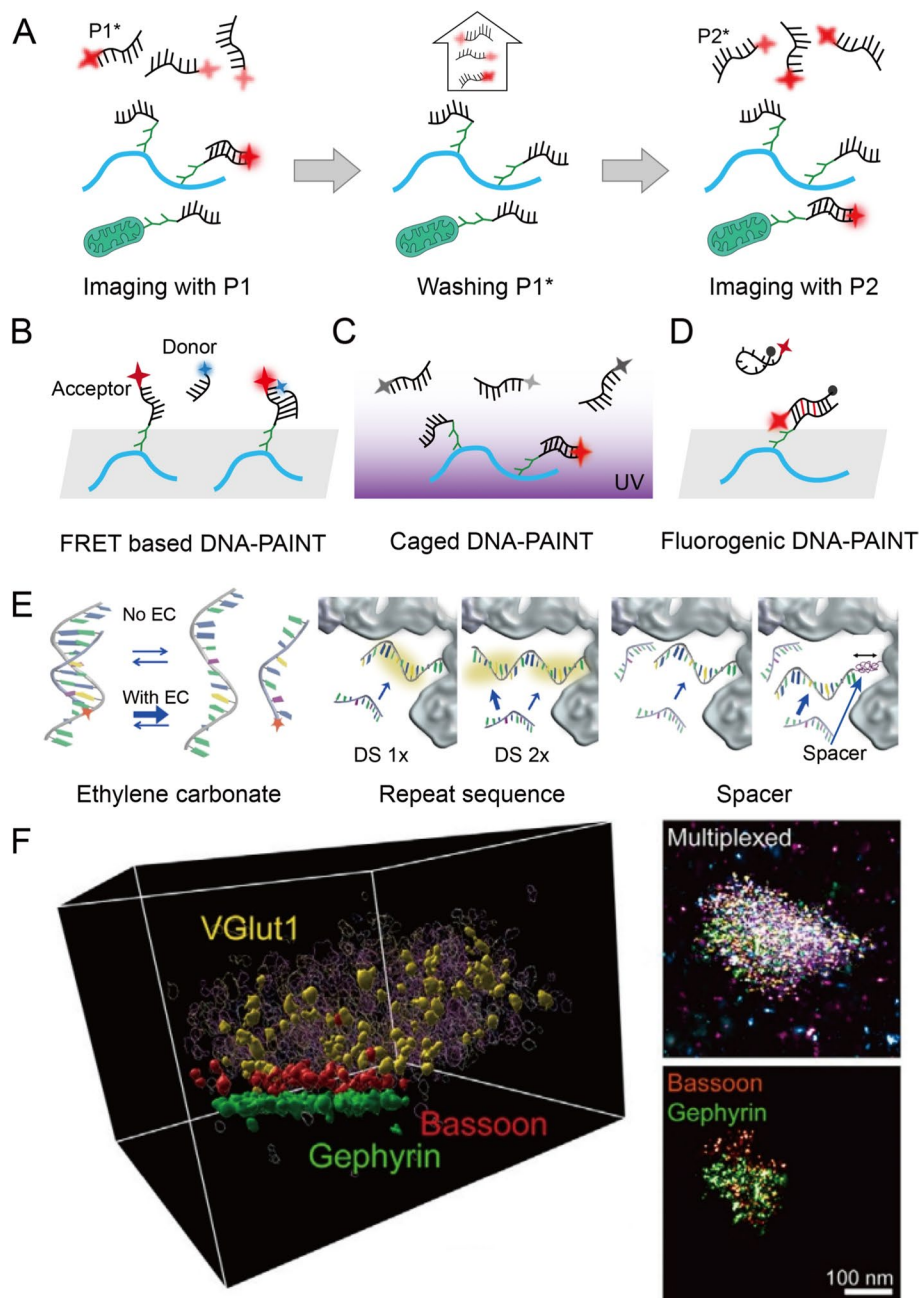 A
P1*
P2*
Imaging with P1
Washing P1*
Imaging with P2
B
Donor
Acceptor
FRET based DNA-PAINT
C
UV
Caged DNA-PAINT
D
Fluorogenic DNA-PAINT
E
No EC
With EC
Ethylene carbonate
DS 1x
DS 2x
Repeat sequence
Spacer
Spacer
F
VGlut1
Bassoon
Gephyrin
Multiplexed
Bassoon
Gephyrin
100 nm